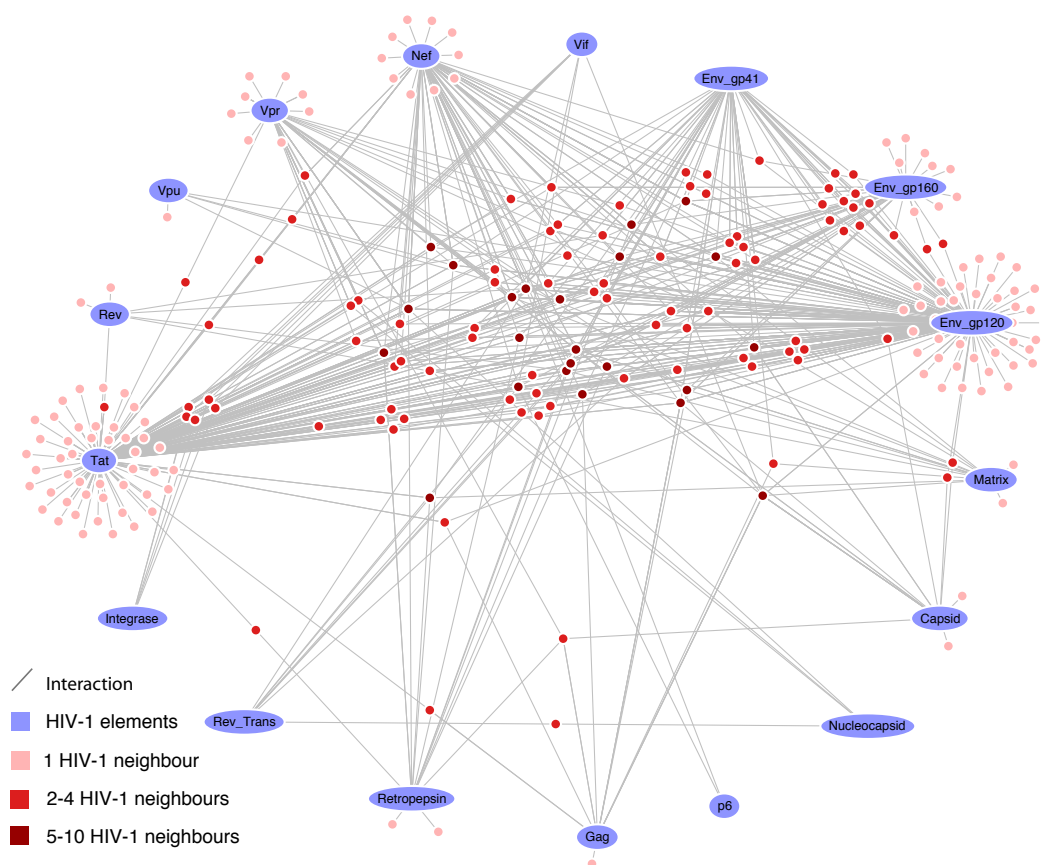 Vif
Nef
Env_gp41
Vpr
Vpu
Env_gp160
Rev
Env_gp120
Tat
Matrix
Integrase
Capsid
Interaction
HIV-1 elements
Rev_Trans
Nucleocapsid
1 HIV-1 neighbour
2-4 HIV-1 neighbours
Retropepsin
p6
5-10 HIV-1 neighbours
Gag